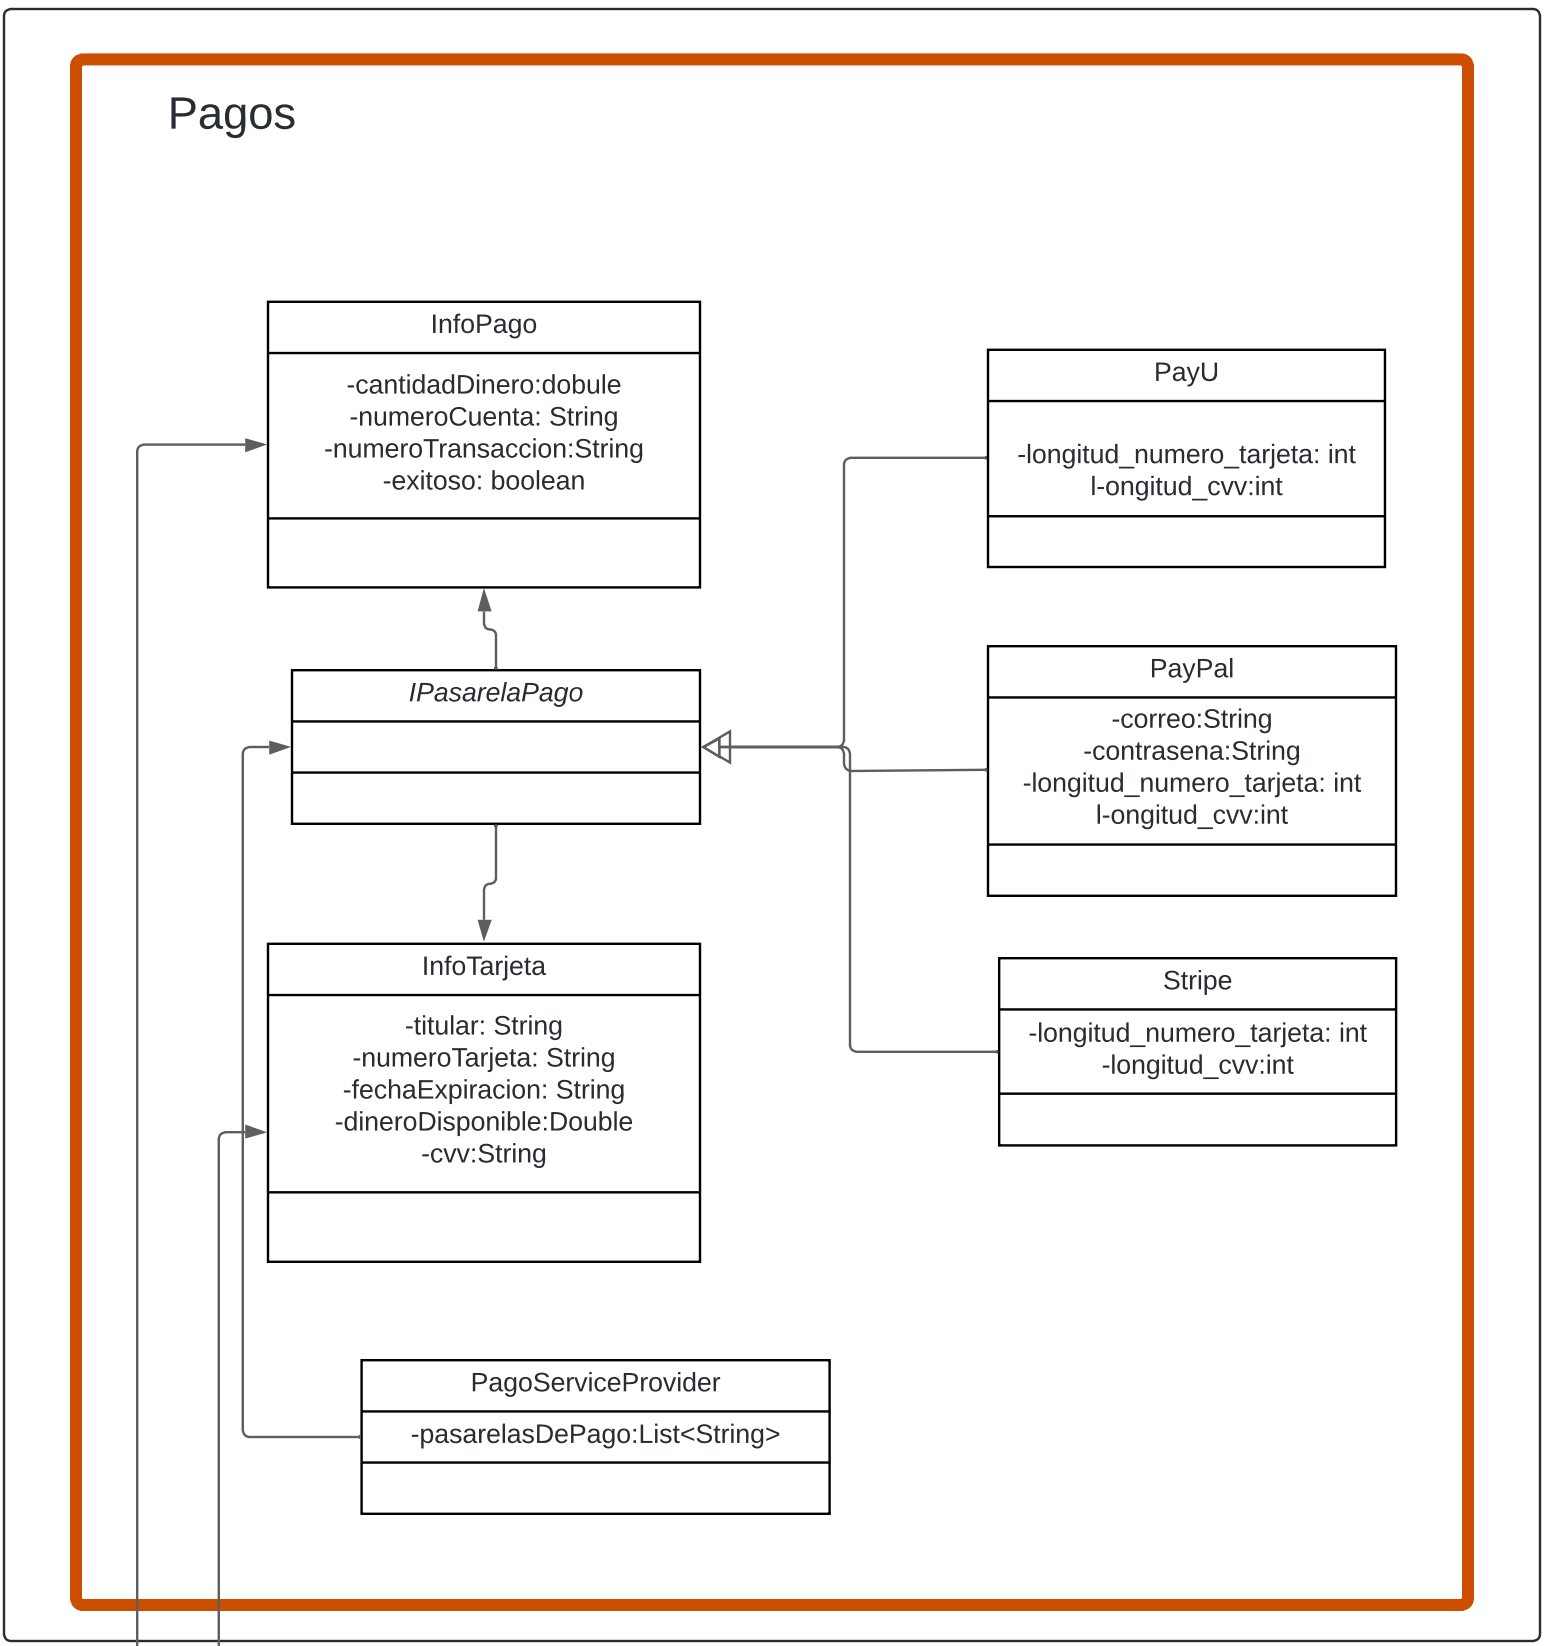 Pagos
InfoPago
-cantidadDinero:dobule
-numeroCuenta: String
-numeroTransaccion:String
-exitoso: boolean
IPasarelaPago
InfoTarjeta
-titular: String
-numeroTarjeta: String
-fechaExpiracion: String
-dineroDisponible:Double
-cvv:String
PagoServiceProvider
-pasarelasDePago:List<String>
PayU
-longitud_numero_tarjeta: int
l-ongitud_cvv:int
PayPal
-correo:String
-contrasena:String
-longitud_numero_tarjeta: int
l-ongitud_cvv:int
Stripe
-longitud_numero_tarjeta: int
-longitud_cvv:int